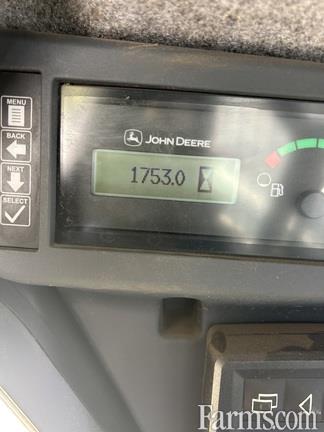 MENU
BACK
NEXT
SELECT
JOHN DEERE
1753.0
Farms.com